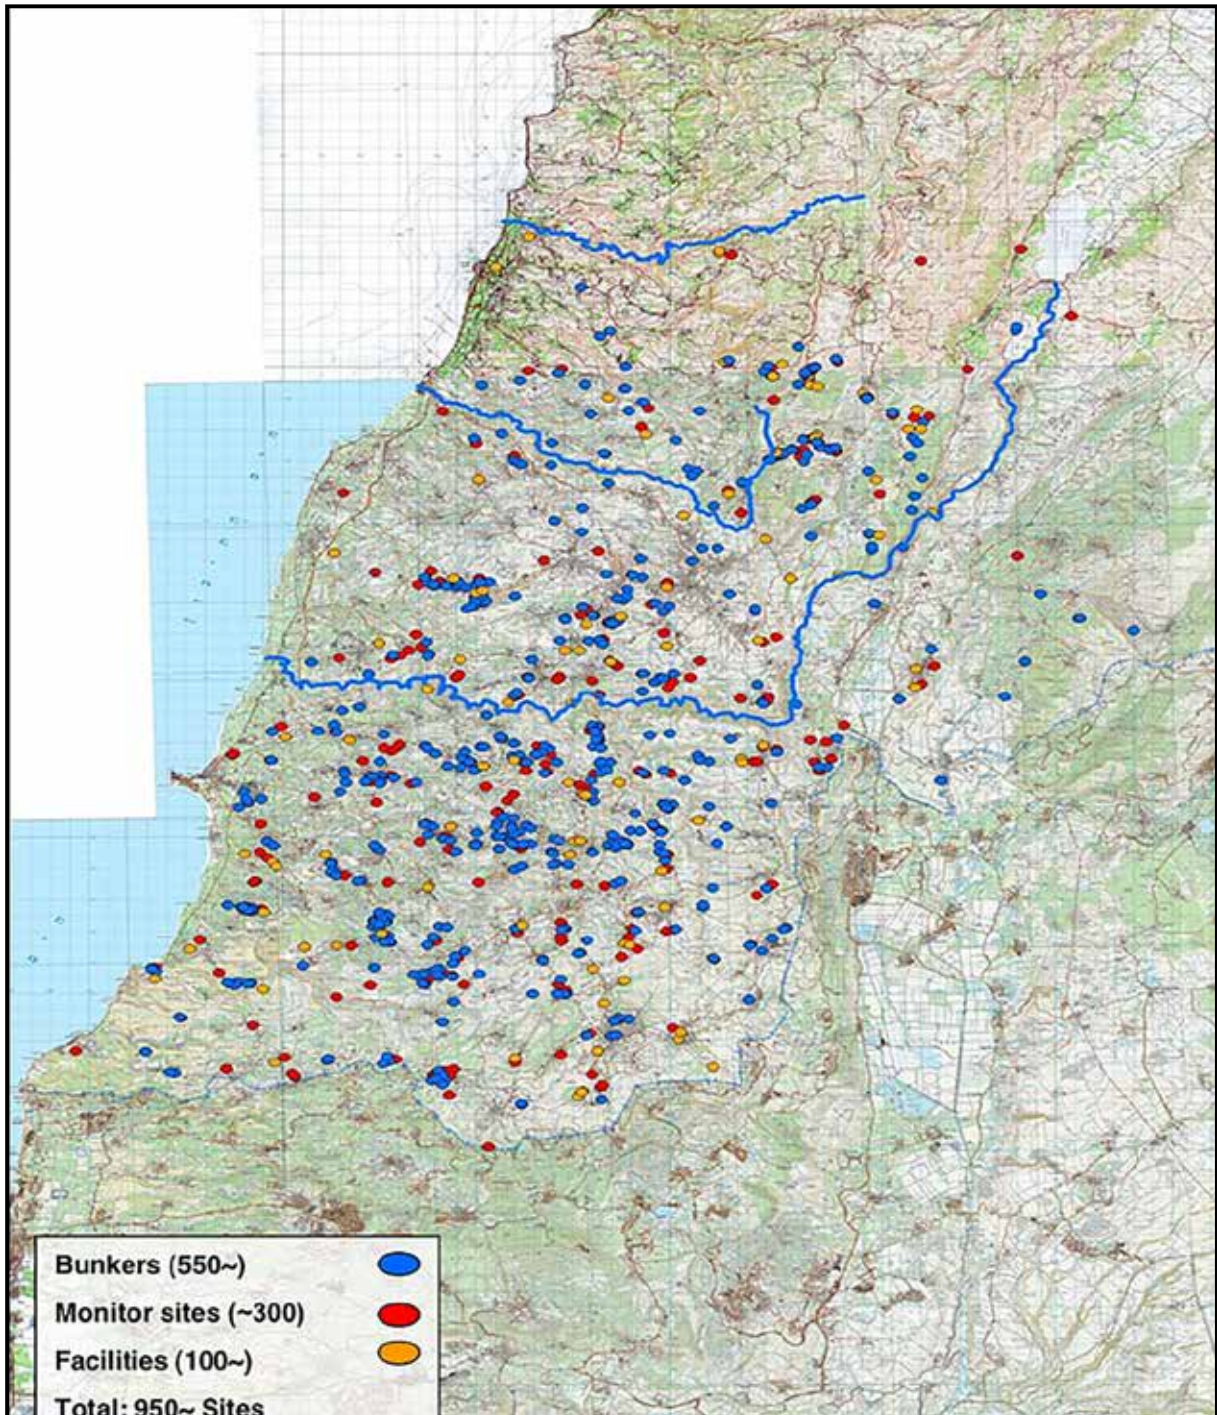 Bunkers (550~)
Monitor sites (~300)
Facilities (100~)
Total: 950~ Sites